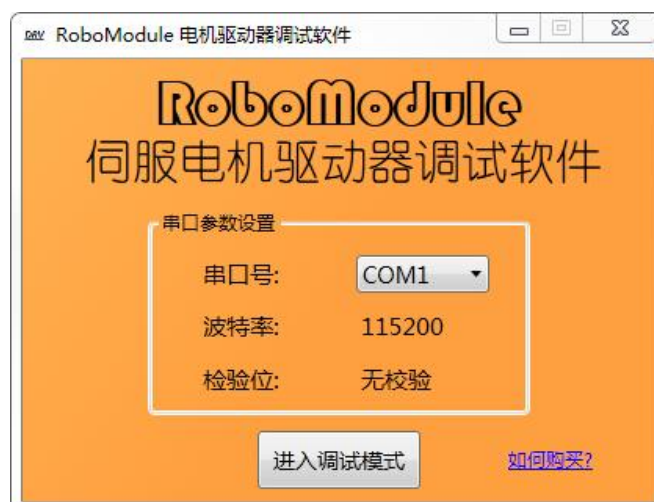 RoboModule 电机驱动器调试软件
RoboModule
伺服电机驱动器调试软件
串口参数设置
串口号: COM1
波特率: 115200
检验位: 无校验
进入调试模式 如何购买?